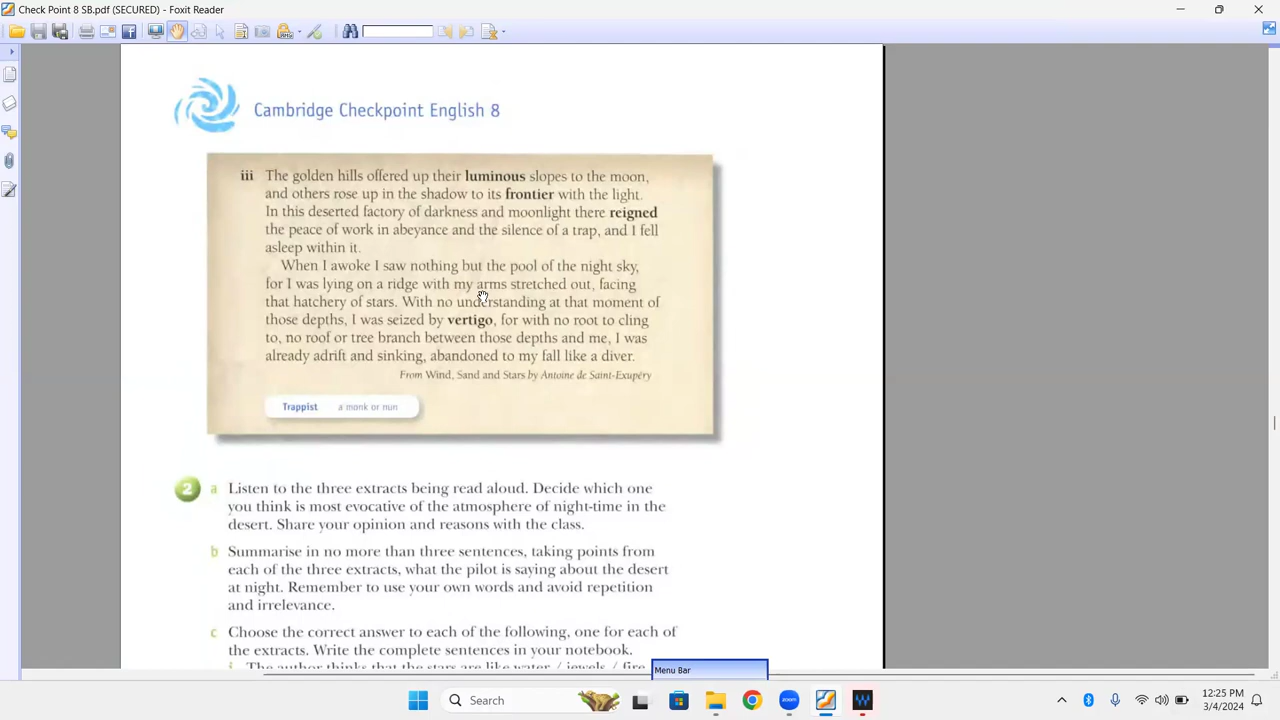 Check Point 8 SB.pdf (SECURED) - Foxit Reader
Cambridge Checkpoint English 8
iii The golden hills offered up their luminous slopes to the moon,
and others rose up in the shadow to its frontier with the light.
In this deserted factory of darkness and moonlight there reigned
the peace of work in abeyance and the silence of a trap, and I fell
asleep within it.
When I awoke I saw nothing but the pool of the night sky,
for I was lying on a ridge with my arms stretched out, facing
that hatchery of stars. With no understanding at that moment of
those depths, I was seized by vertigo, for with no root to cling
to, no roof or tree branch between those depths and me, I was
already adrift and sinking, abandoned to my fall like a diver.
From Wind, Sand and Stars by Antoine de Saint-Exupéry
Trappist a monk or nun
2 a Listen to the three extracts being read aloud. Decide which one
you think is most evocative of the atmosphere of night-time in the
desert. Share your opinion and reasons with the class.
b Summarise in no more than three sentences, taking points from
each of the three extracts, what the pilot is saying about the desert
at night. Remember to use your own words and avoid repetition
and irrelevance.
c Choose the correct answer to each of the following, one for each of
the extracts. Write the complete sentences in your notebook.
i The author thinks that the stars are like water / jewels / fire
Menu Bar
Search
zoom
12:25 PM
3/4/2024